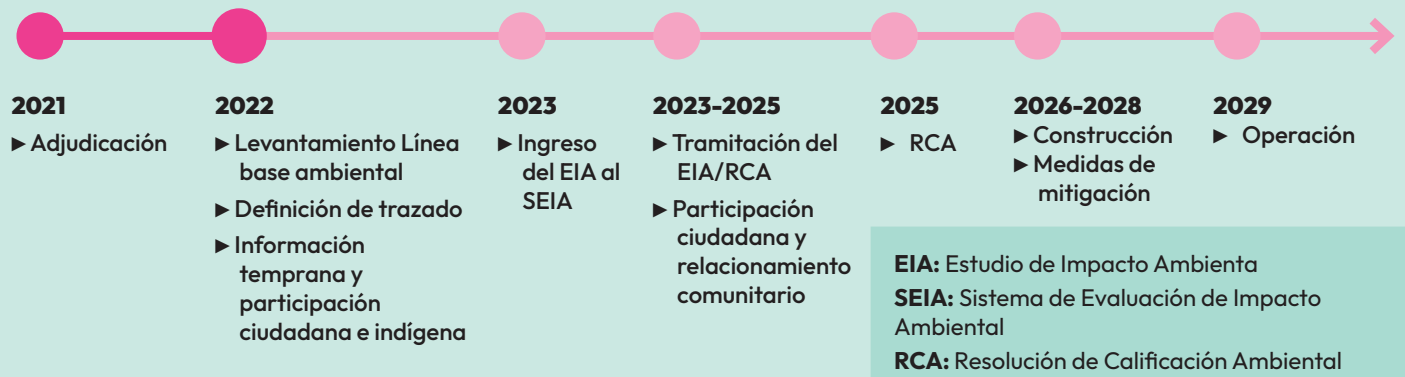 2021
► Adjudicación
2022
► Levantamiento Línea
base ambiental
► Definición de trazado
► Información
temprana y
participación
ciudadana e indígena
2023
► Ingreso
del EIA al
SEIA
2023-2025
► Tramitación del
EIA/RCA
► Participación
ciudadana y
relacionamiento
comunitario
2025
► RCA
2026-2028
► Construcción
► Medidas de
mitigación
2029
► Operación
EIA: Estudio de Impacto Ambienta
SEIA: Sistema de Evaluación de Impacto
Ambiental
RCA: Resolución de Calificación Ambiental